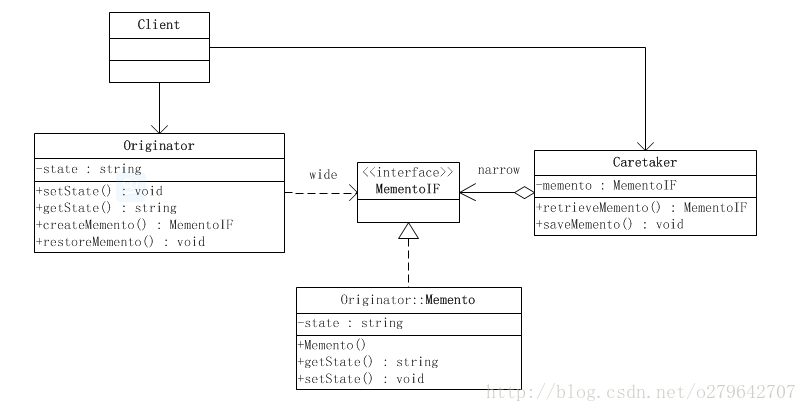 Client
Originator
-state : string
+setState() : void
+getState() : string
+createMemento() : MementoIF
+restoreMemento() : void
wide
<<interface>>
MementoIF
narrow
Caretaker
-memento : MementoIF
+retrieveMemento() : MementoIF
+saveMemento() : void
Originator::Memento
-state : string
+Memento()
+getState() : string
+setState() : void
http://blog.csdn.net/o279642707